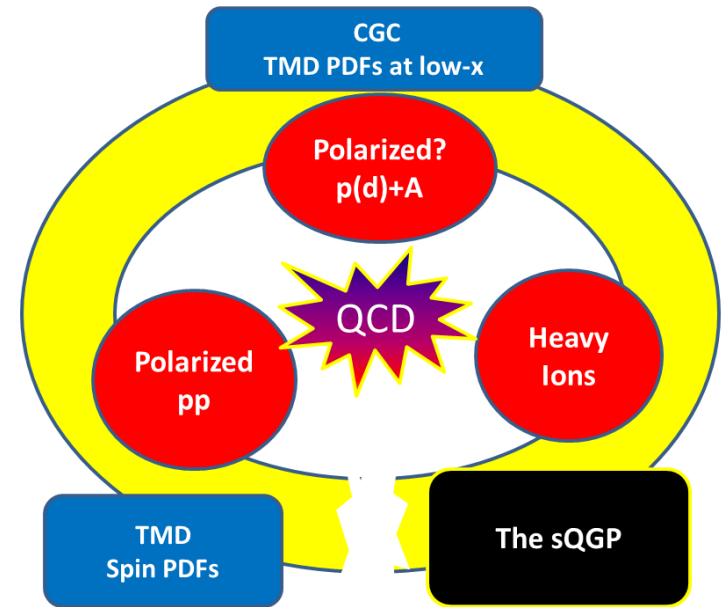 CGC
TMD PDFs at low-x
Polarized?
p(d)+A
QCD
Polarized
pp
Heavy
Ions
TMD
Spin PDFs
The sQGP